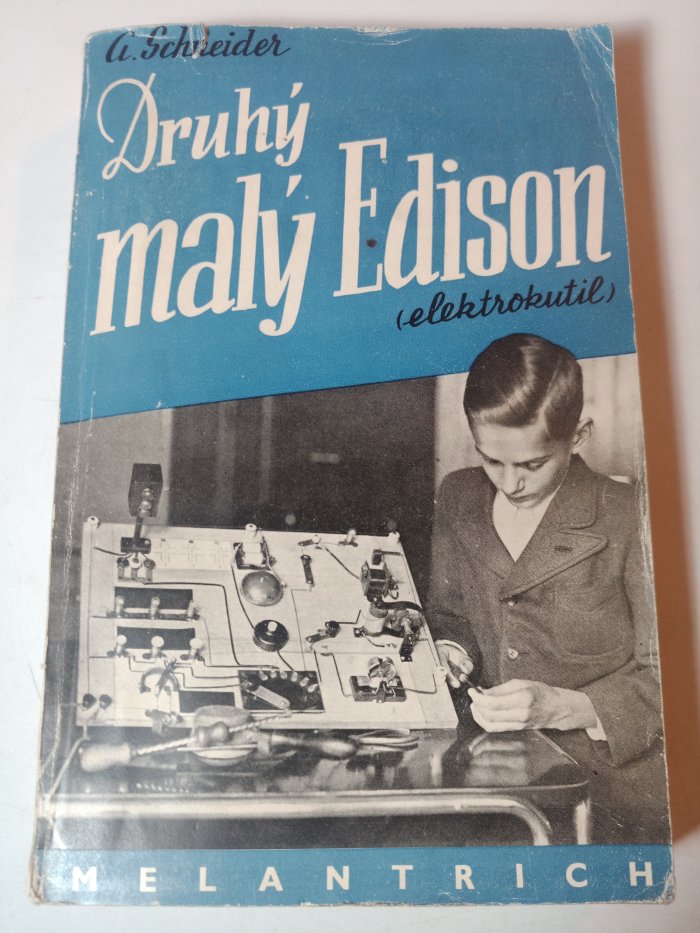 A. Schneider
Druhý
malý Edison
(elektrokutil)
MELANTRICH